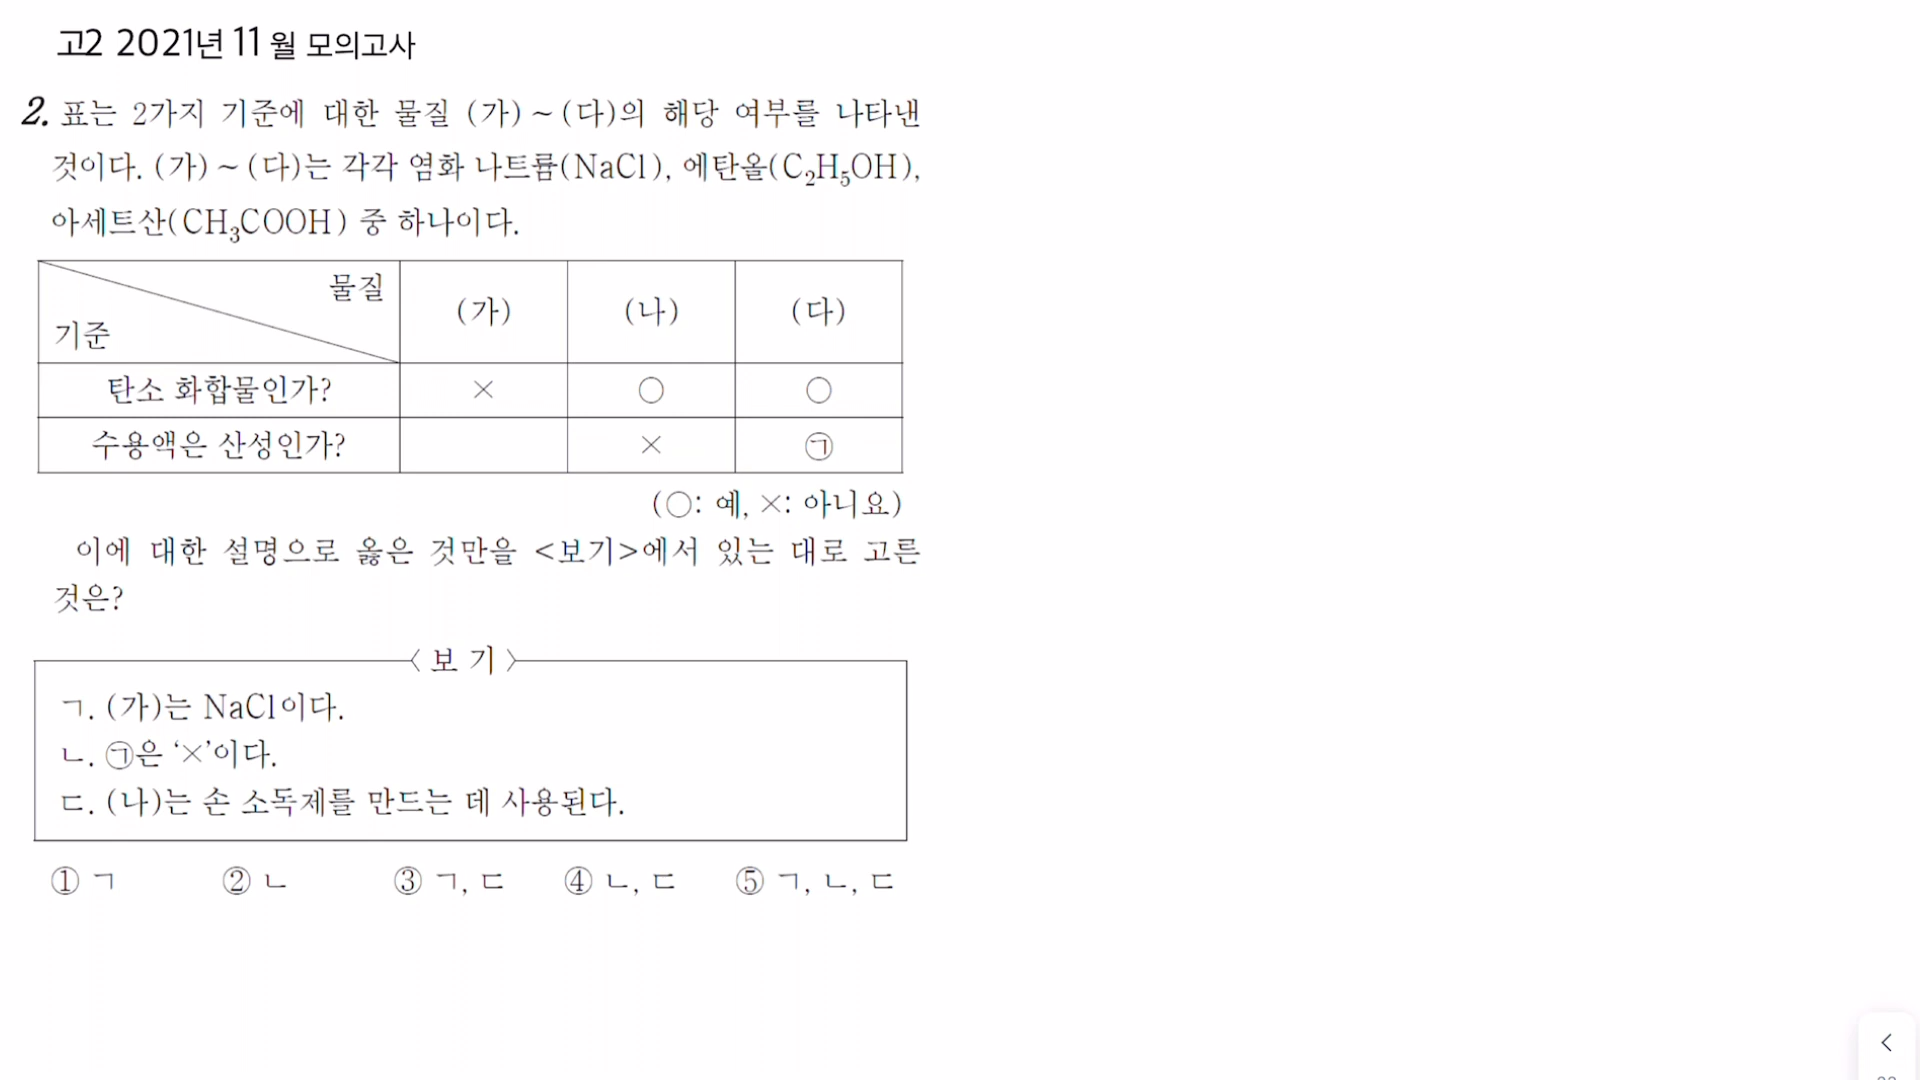 고2 2021년 11월 모의고사
2. 표는 2가지 기준에 대한 물질 (가)~(다)의 해당 여부를 나타낸
것이다. (가)~(다)는 각각 염화 나트륨(NaCl), 에탄올(C₂H₅OH),
아세트산(CH₃COOH) 중 하나이다.
물질
기준
(가) (나) (다)
탄소 화합물인가? × ○ ○
수용액은 산성인가? × ㉠
(○: 예, ×: 아니요)
이에 대한 설명으로 옳은 것만을 <보기>에서 있는 대로 고른
것은?
〈보 기〉
ㄱ. (가)는 NaCl이다.
ㄴ. ㉠은 ‘×’이다.
ㄷ. (나)는 손 소독제를 만드는 데 사용된다.
① ㄱ ② ㄴ ③ ㄱ, ㄷ ④ ㄴ, ㄷ ⑤ ㄱ, ㄴ, ㄷ